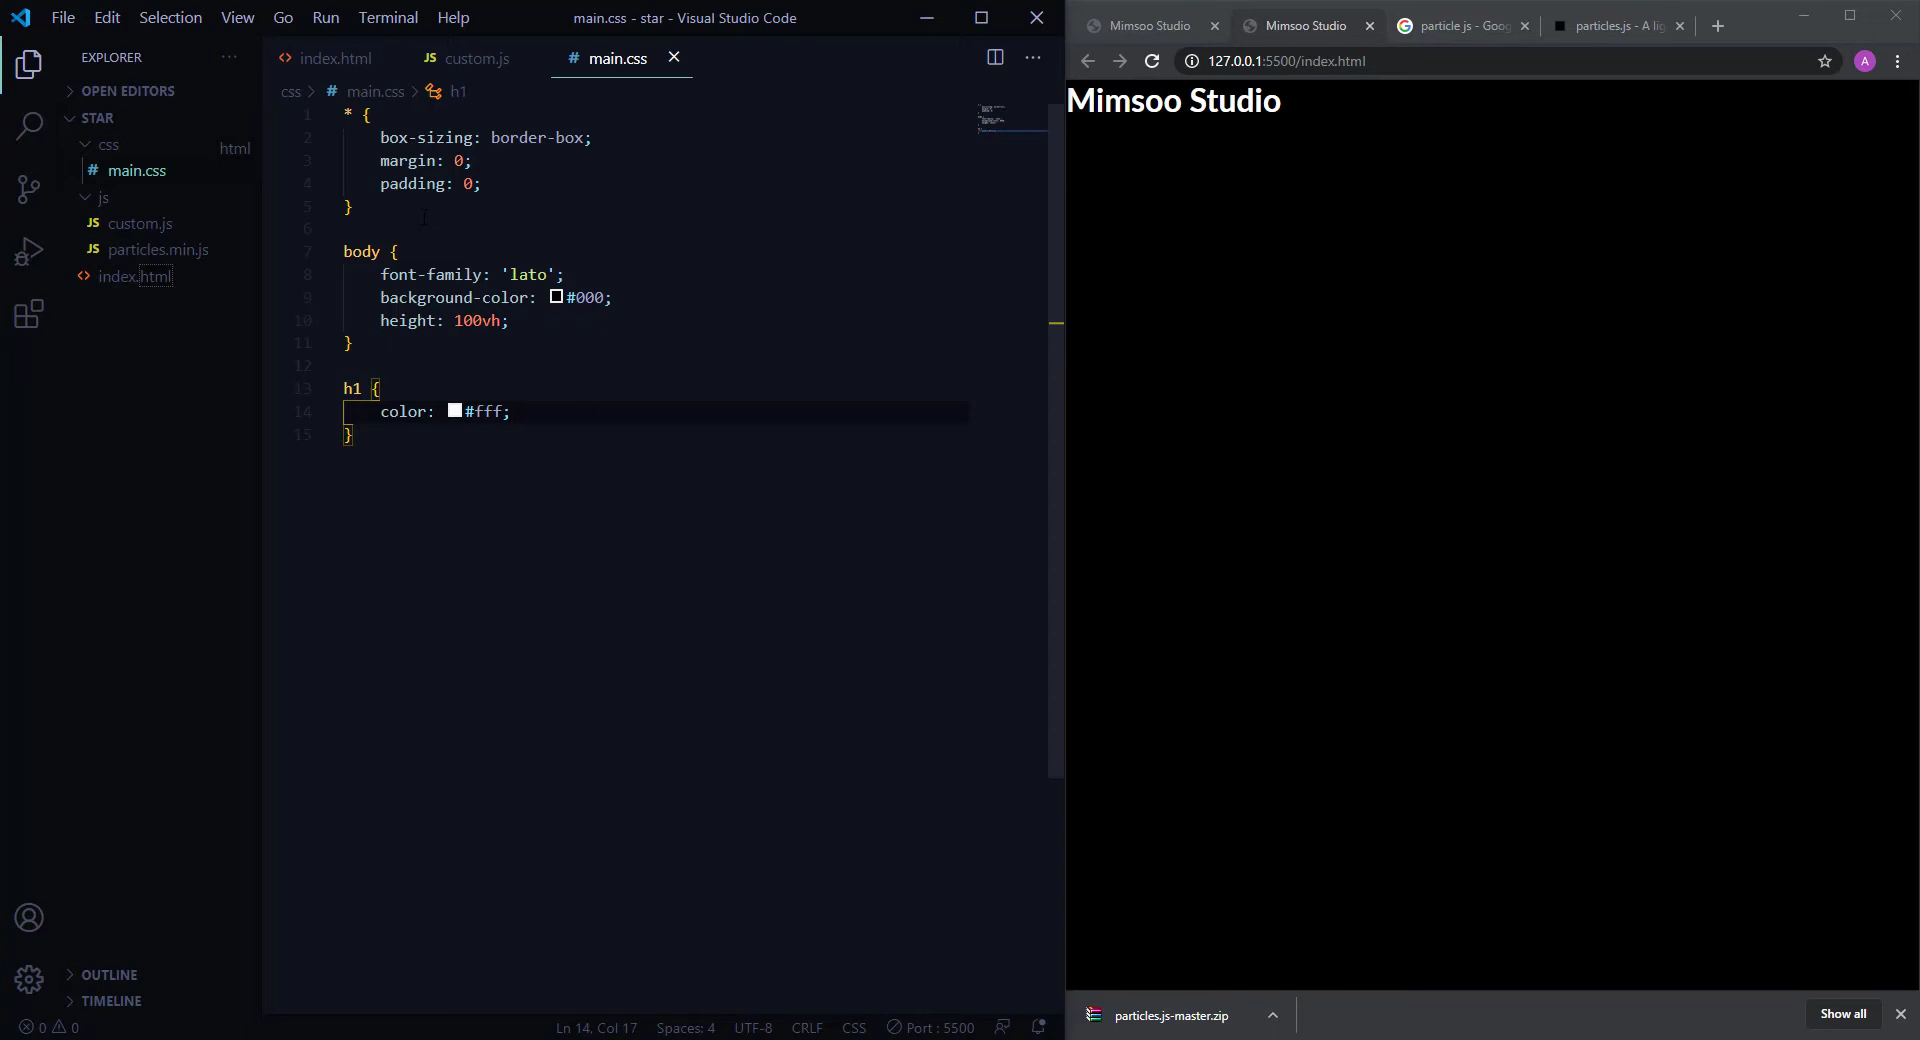 File Edit Selection View Go Run Terminal Help
main.css - star - Visual Studio Code
EXPLORER
OPEN EDITORS
STAR
css
html
main.css
js
custom.js
particles.min.js
index.html
OUTLINE
TIMELINE
index.html custom.js main.css
css > # main.css > h1
1 * {
2 box-sizing: border-box;
3 margin: 0;
4 padding: 0;
5 }
6
7 body {
8 font-family: 'lato';
9 background-color: #000;
10 height: 100vh;
11 }
12
13 h1 {
14 color: #fff;
15 }
0 0
Ln 14, Col 17 Spaces: 4 UTF-8 CRLF CSS Port : 5500
Mimsoo Studio Mimsoo Studio particle js - Goog particles.js - A lig
127.0.0.1:5500/index.html
A
Mimsoo Studio
particles.js-master.zip
Show all